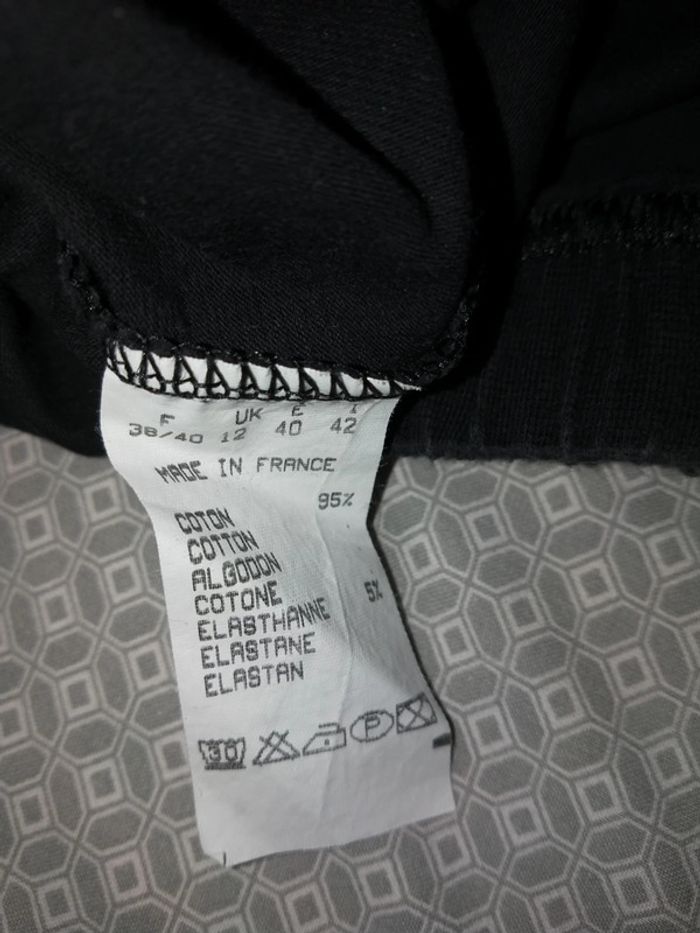 F UK E I
38/40 12 40 42
MADE IN FRANCE
95%
COTON
COTTON
ALGODON
COTONE
5%
ELASTHANNE
ELASTANE
ELASTAN
30 P